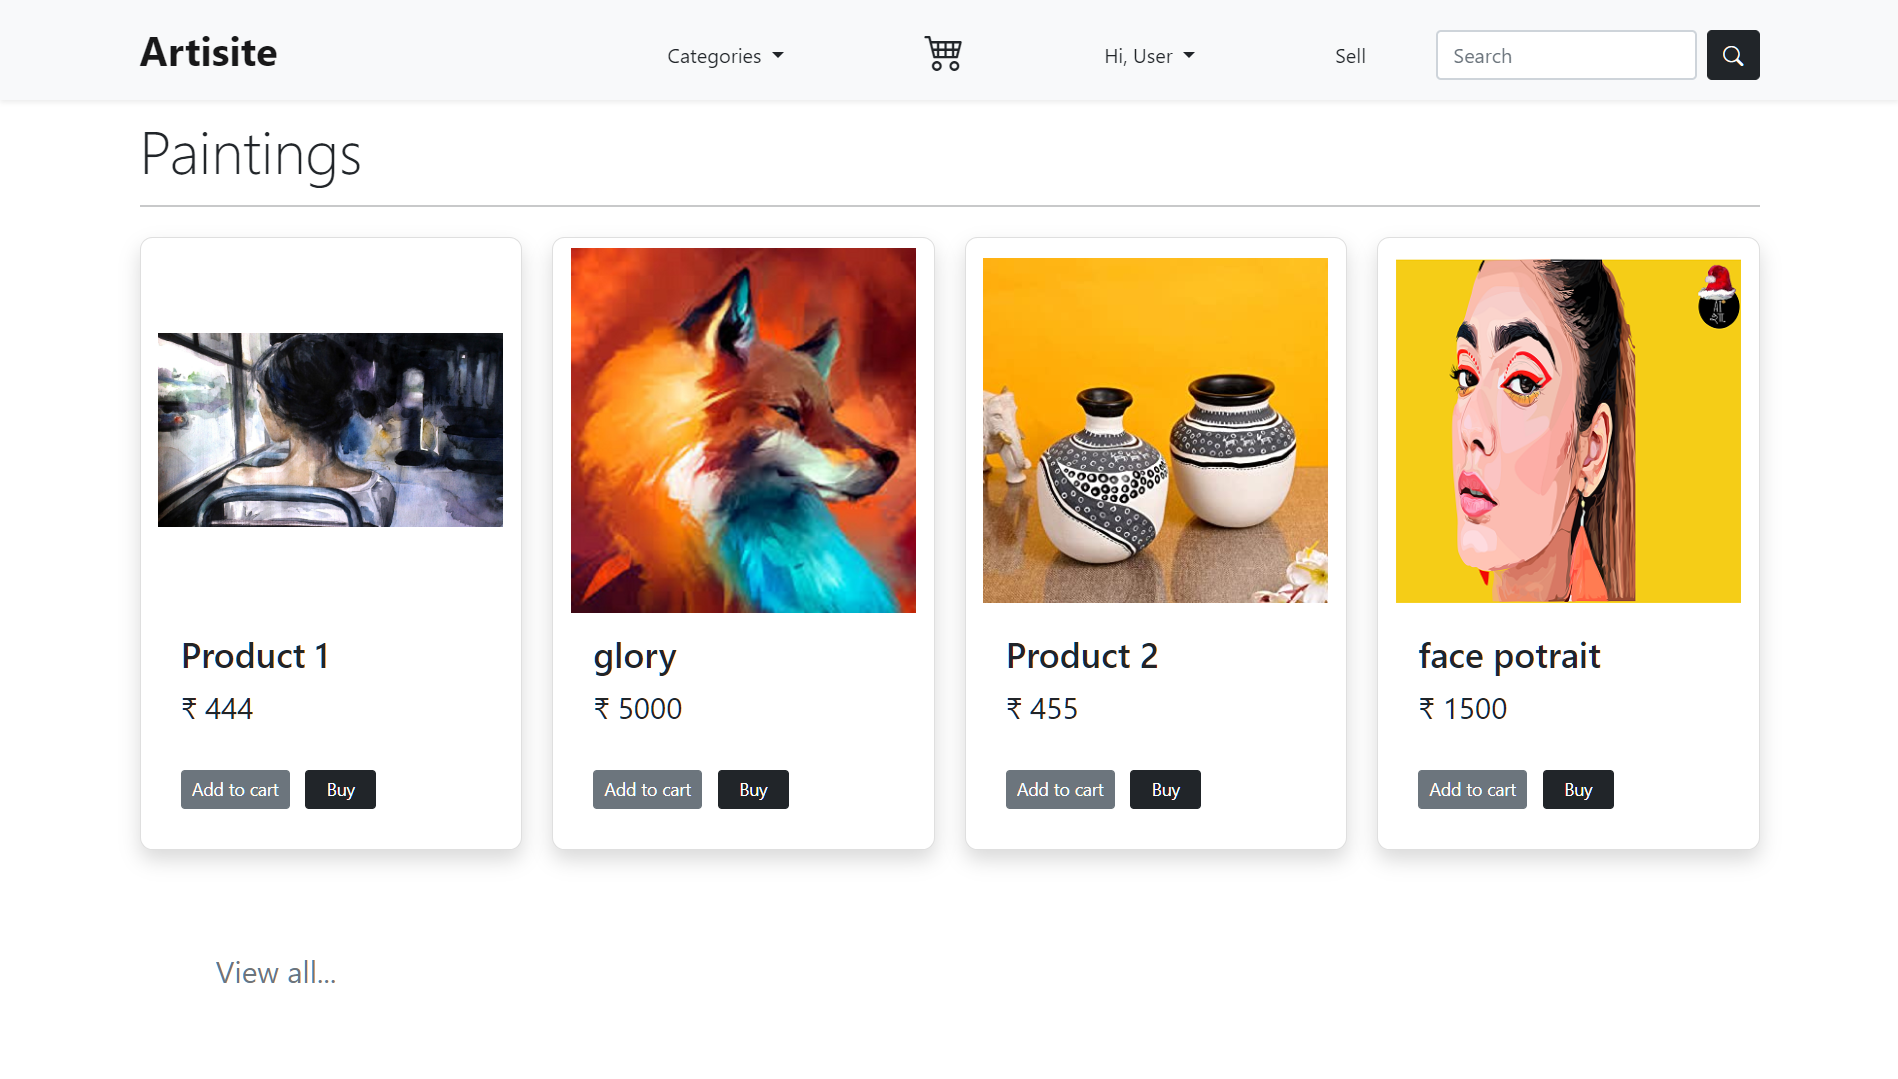 Artisite
Categories
Hi, User
Sell
Search
Paintings
Product 1
₹ 444
Add to cart
Buy
glory
₹ 5000
Add to cart
Buy
Product 2
₹ 455
Add to cart
Buy
face potrait
₹ 1500
Add to cart
Buy
View all...